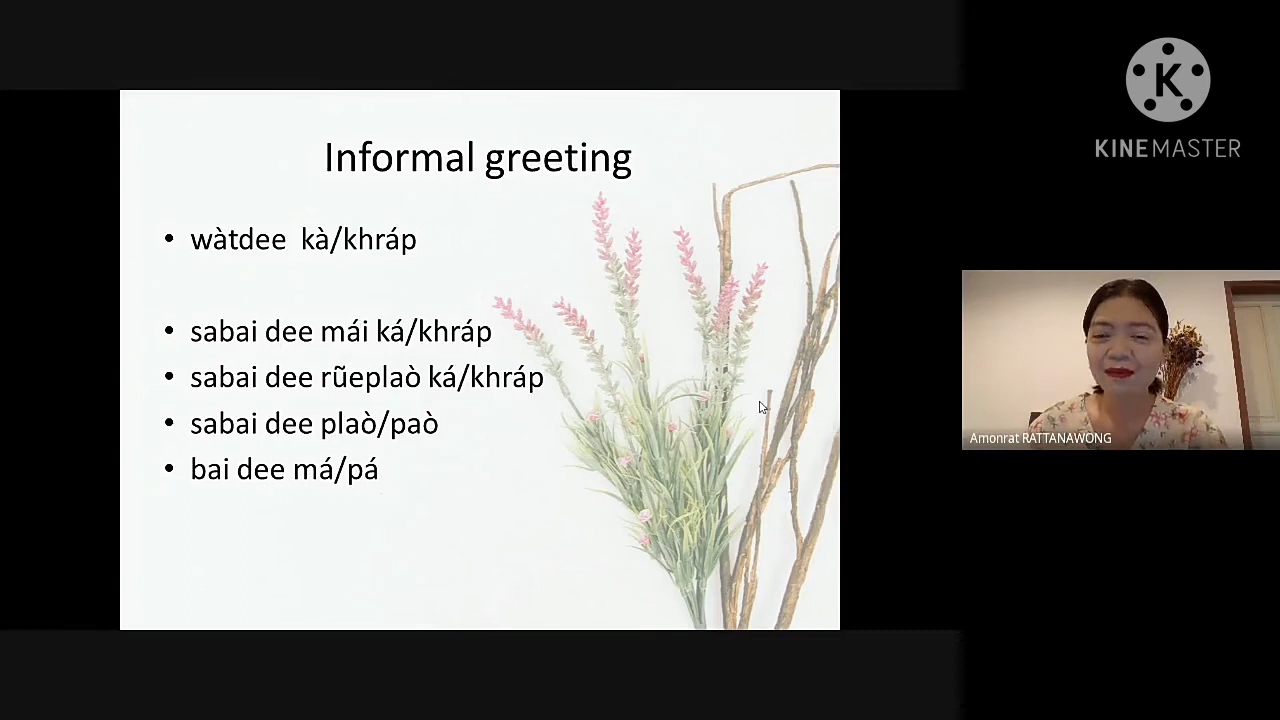 Informal greeting
• wàtdee kà/khráp
• sabai dee mái ká/khráp
• sabai dee rũeplaò ká/khráp
• sabai dee plaò/paò
• bai dee má/pá
K
KINEMASTER
Amonrat RATTANAWONG